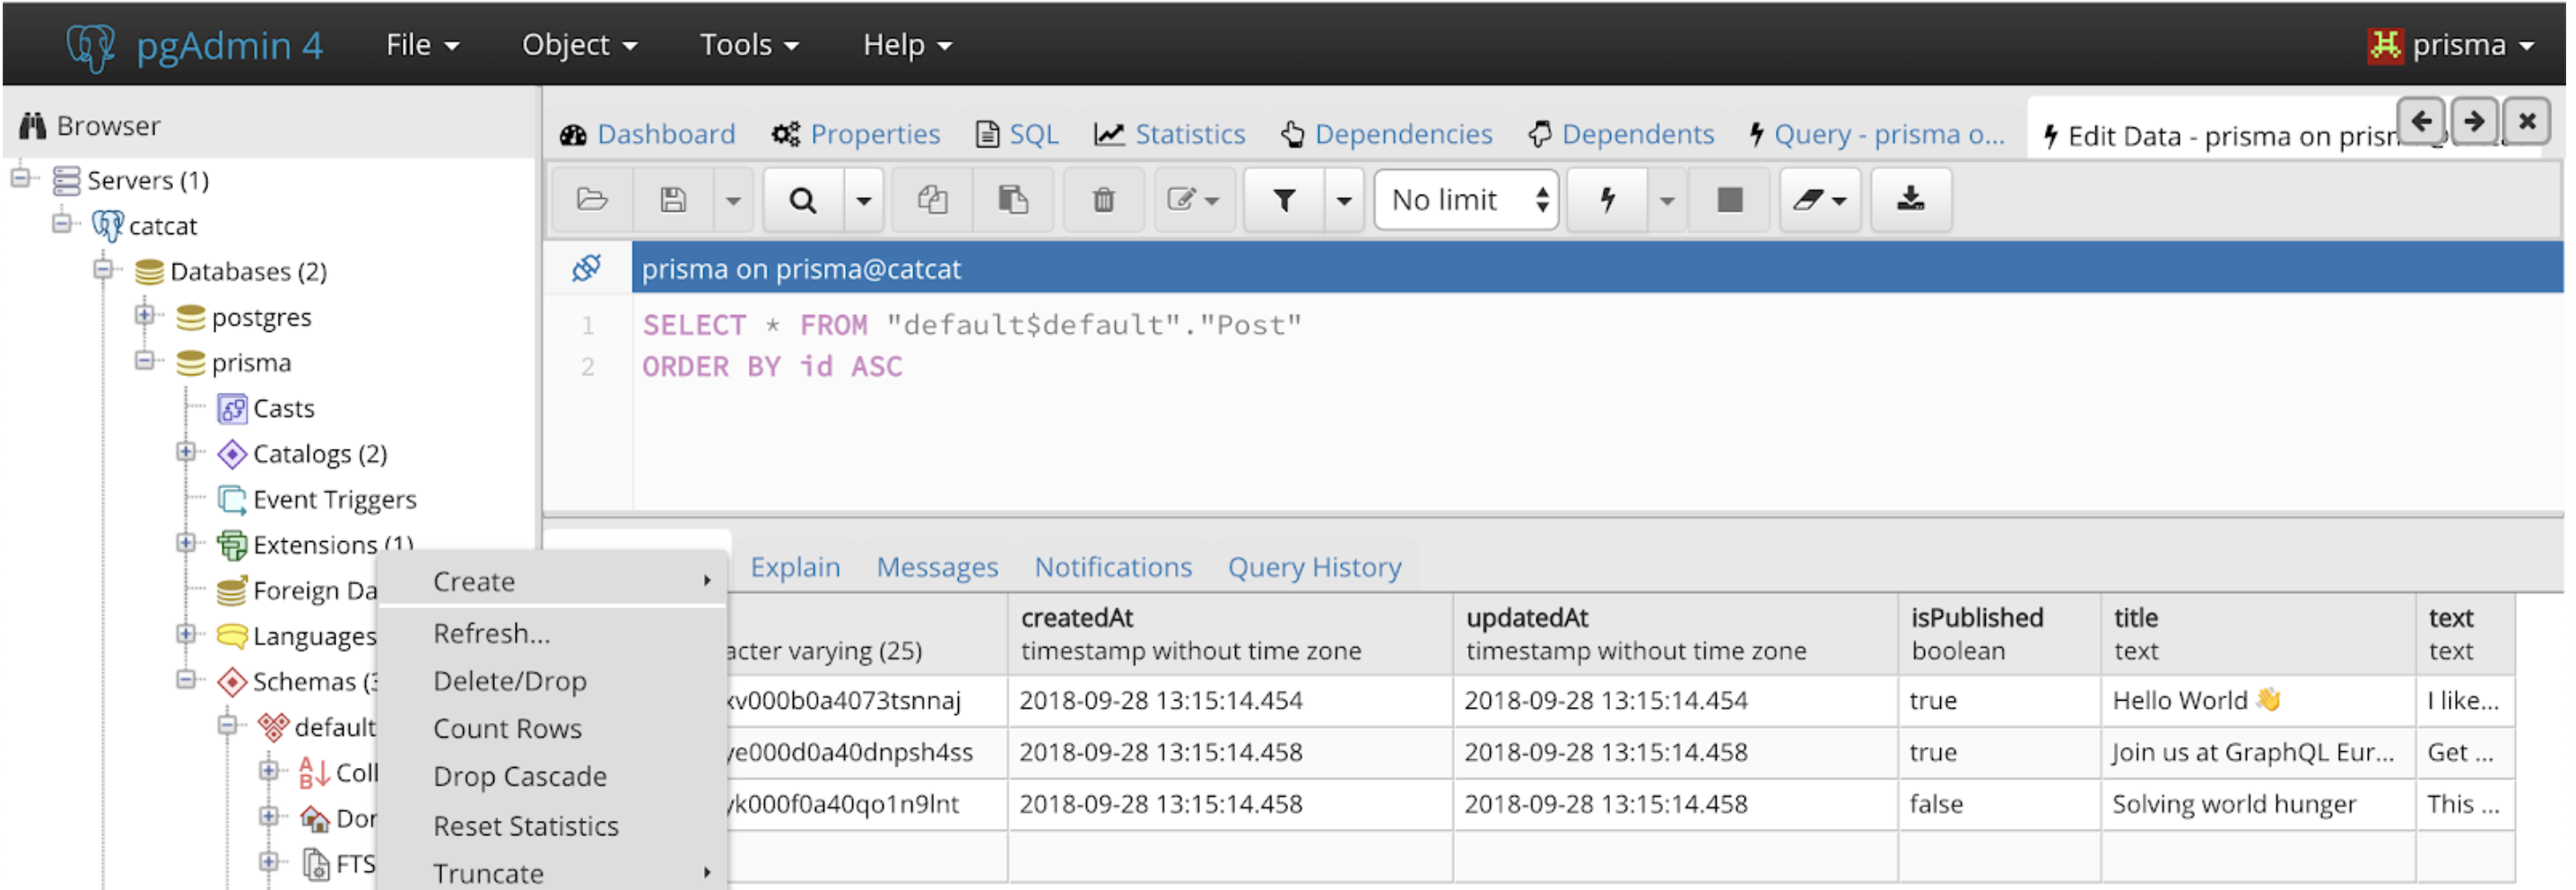 pgAdmin 4 File Object Tools Help prisma
Browser
Dashboard Properties SQL Statistics Dependencies Dependents Query - prisma o... Edit Data - prisma on
Servers (1)
catcat
Databases (2)
postgres
prisma
Casts
Catalogs (2)
Event Triggers
Extensions (1)
Foreign
Languages
Schemas
default
FTS
No limit
prisma on prisma@catcat
1 SELECT * FROM "default$default"."Post"
2 ORDER BY id ASC
Create
Refresh...
Delete/Drop
Count Rows
Drop Cascade
Reset Statistics
Truncate
Explain Messages Notifications Query History
createdAt updatedAt isPublished title text
varying (25) timestamp without time zone timestamp without time zone boolean text text
xv000b0a4073tsnnaj 2018-09-28 13:15:14.454 2018-09-28 13:15:14.454 true Hello World 👋 I like...
ye000d0a40dnpsh4ss 2018-09-28 13:15:14.458 2018-09-28 13:15:14.458 true Join us at GraphQL Eur... Get ...
yk000f0a40qo1n9lnt 2018-09-28 13:15:14.458 2018-09-28 13:15:14.458 false Solving world hunger This ...